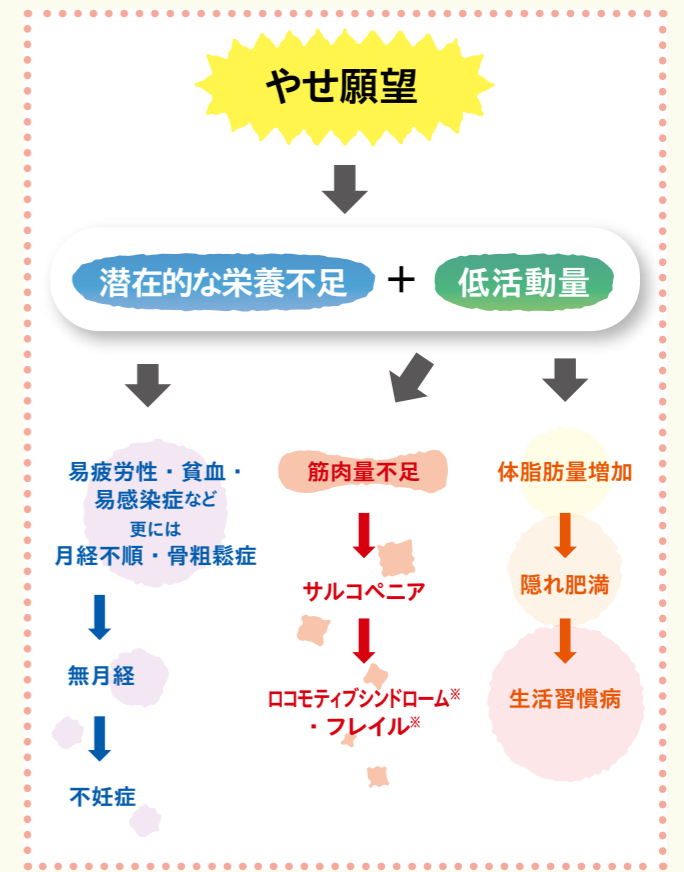 やせ願望
潜在的な栄養不足 + 低活動量
易疲労性・貧血・
易感染症など
更には
月経不順・骨粗鬆症
無月経
不妊症
筋肉量不足
サルコペニア
ロコモティブシンドローム※
・フレイル※
体脂肪量増加
隠れ肥満
生活習慣病